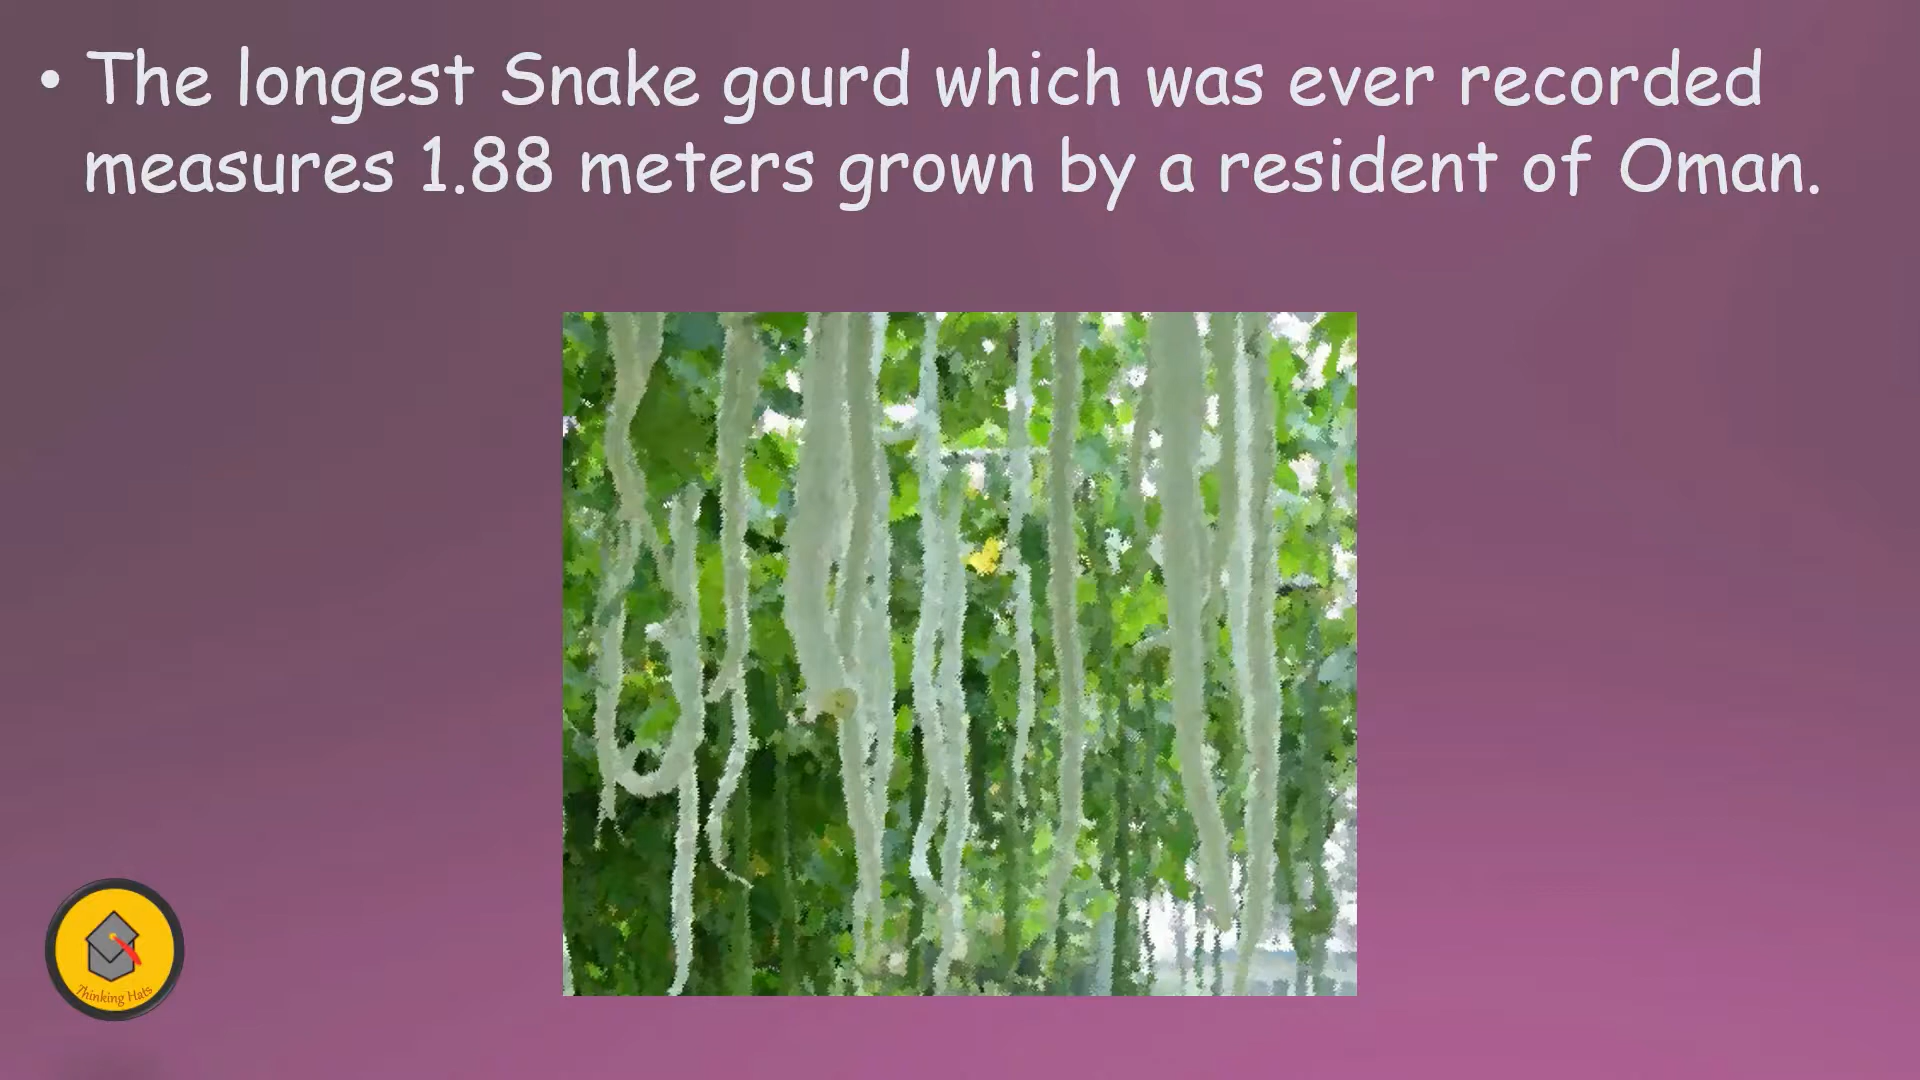 • The longest Snake gourd which was ever recorded
measures 1.88 meters grown by a resident of Oman.
Thinking Hats